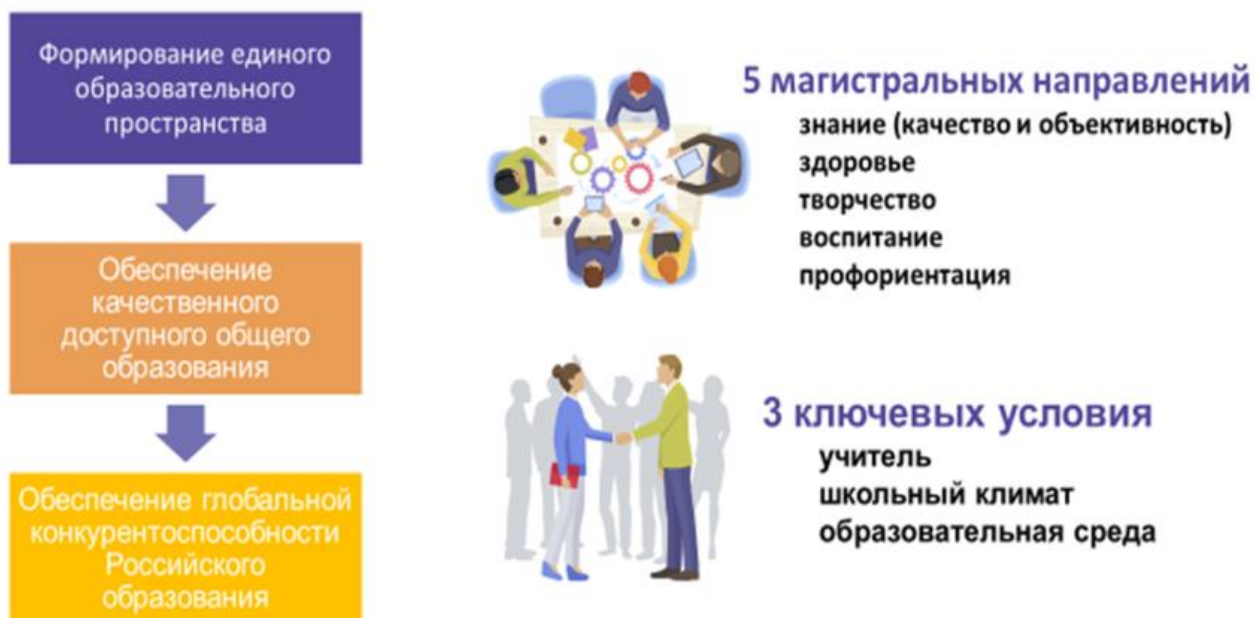 Формирование единого
образовательного
пространства
Обеспечение
качественного
доступного общего
образования
Обеспечение глобальной
конкурентоспособности
Российского
образования
5 магистральных направлений
знание (качество и объективность)
здоровье
творчество
воспитание
профориентация
3 ключевых условия
учитель
школьный климат
образовательная среда